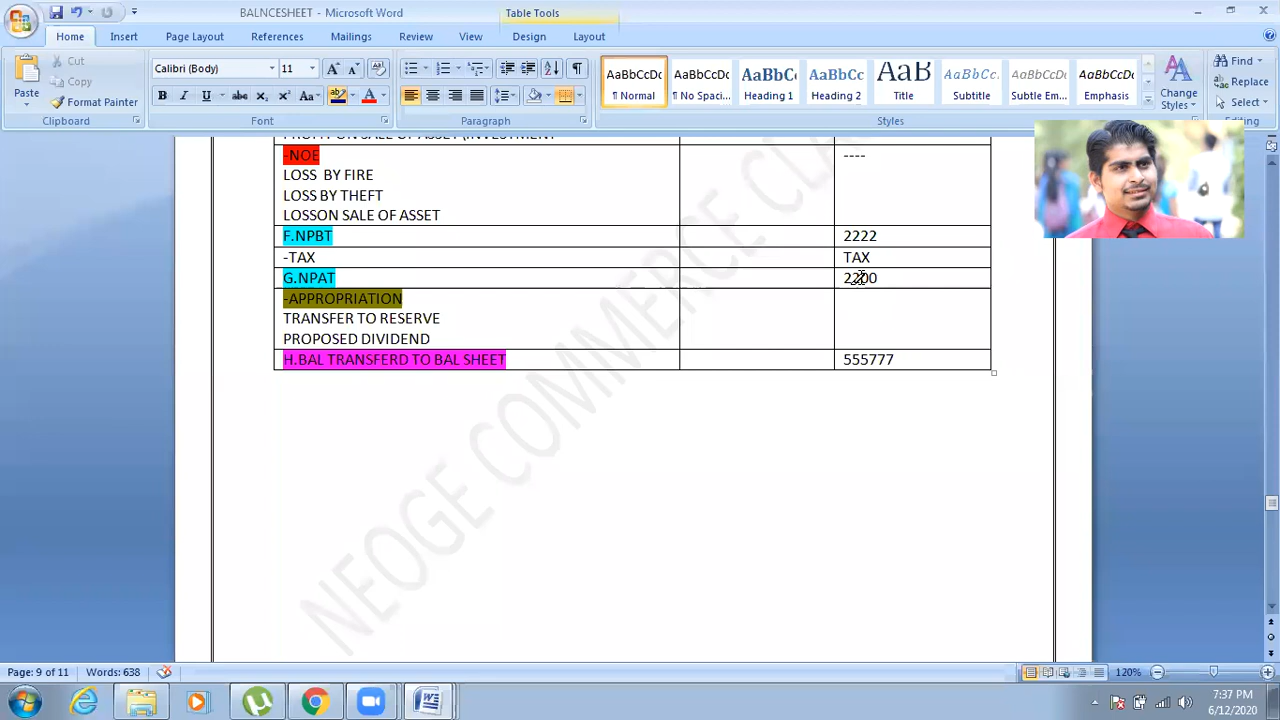 BALNCESHEET - Microsoft Word
Table Tools
Home
Insert
Page Layout
References
Mailings
Review
View
Design
Layout
Paste
Cut
Copy
Format Painter
Clipboard
Calibri (Body)
11
Font
Paragraph
AaBbCcDc
¶ Normal
AaBbCcDc
¶ No Spaci...
AaBbCc
Heading 1
AaBbCc
Heading 2
AaB
Title
AaBbCc.
Subtitle
AaBbCcDc
Subtle Em...
AaBbCcDc
Emphasis
Change
Styles
Styles
Find
Replace
Select
Editing
-NOE
----
LOSS BY FIRE
LOSS BY THEFT
LOSSON SALE OF ASSET
F.NPBT
2222
-TAX
TAX
G.NPAT
2200
-APPROPRIATION
TRANSFER TO RESERVE
PROPOSED DIVIDEND
H.BAL TRANSFERD TO BAL SHEET
555777
NEOGE COMMERCE
Page: 9 of 11
Words: 638
120%
7:37 PM
6/12/2020